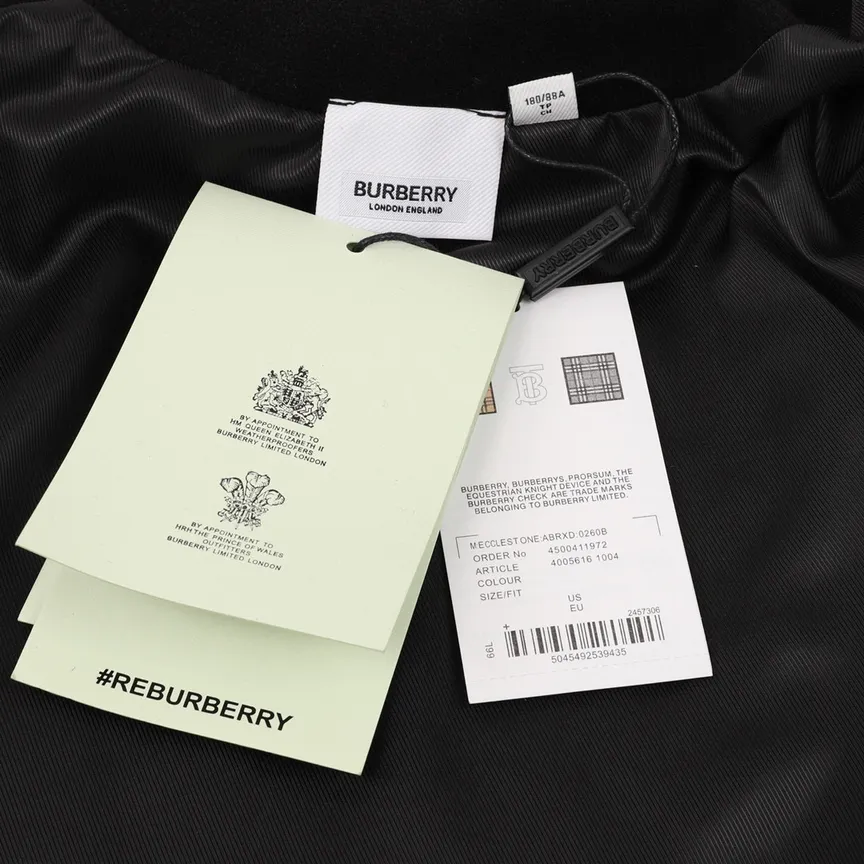 BURBERRY
LONDON ENGLAND
180/88A
TP
CM
BURBERRY
BY APPOINTMENT TO
HM QUEEN ELIZABETH II
WEATHERPROOFERS
BURBERRY LIMITED LONDON
BY APPOINTMENT TO
HRH THE PRINCE OF WALES
OUTFITTERS
BURBERRY LIMITED LONDON
#REBURBERRY
BURBERRY, BURBERRYS, PRORSUM, THE
EQUESTRIAN KNIGHT DEVICE AND THE
BURBERRY CHECK ARE TRADE MARKS
BELONGING TO BURBERRY LIMITED.
M:ECCLESTONE:ABRXD:0260B
ORDER No 4500411972
ARTICLE 4005616 1004
COLOUR
SIZE/FIT US
EU
2457306
66L
5045492539435